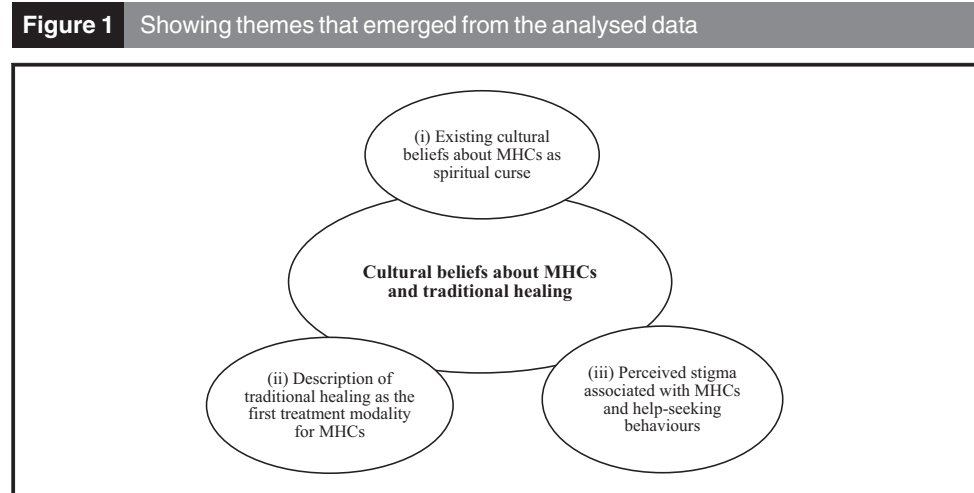 Figure 1 Showing themes that emerged from the analysed data
(i) Existing cultural
beliefs about MHCs as
spiritual curse
Cultural beliefs about MHCs
and traditional healing
(ii) Description of
traditional healing as the
first treatment modality
for MHCs
(iii) Perceived stigma
associated with MHCs
and help-seeking
behaviours